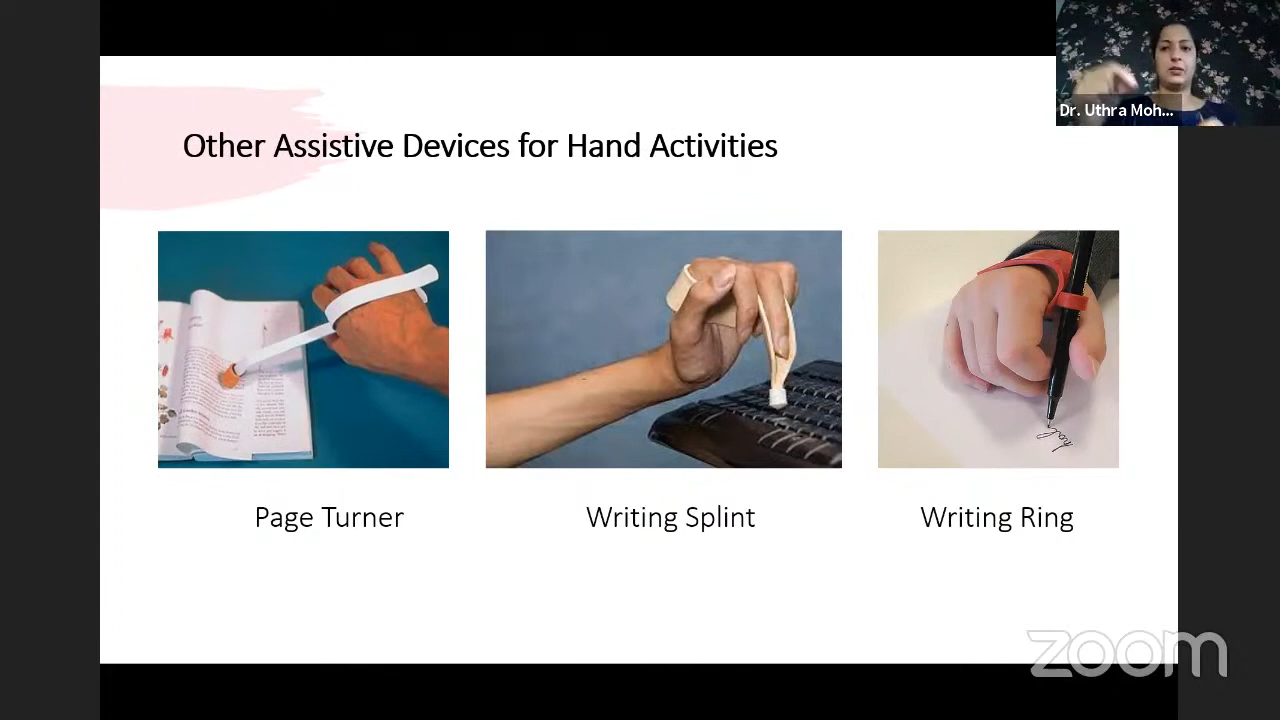 Dr. Uthra Moh...
Other Assistive Devices for Hand Activities
Page Turner
Writing Splint
Writing Ring
zoom